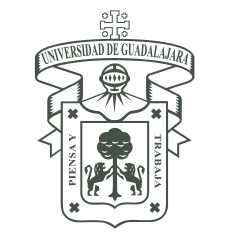 UNIVERSIDAD DE GUADALAJARA
PIENSA Y
TRABAJA